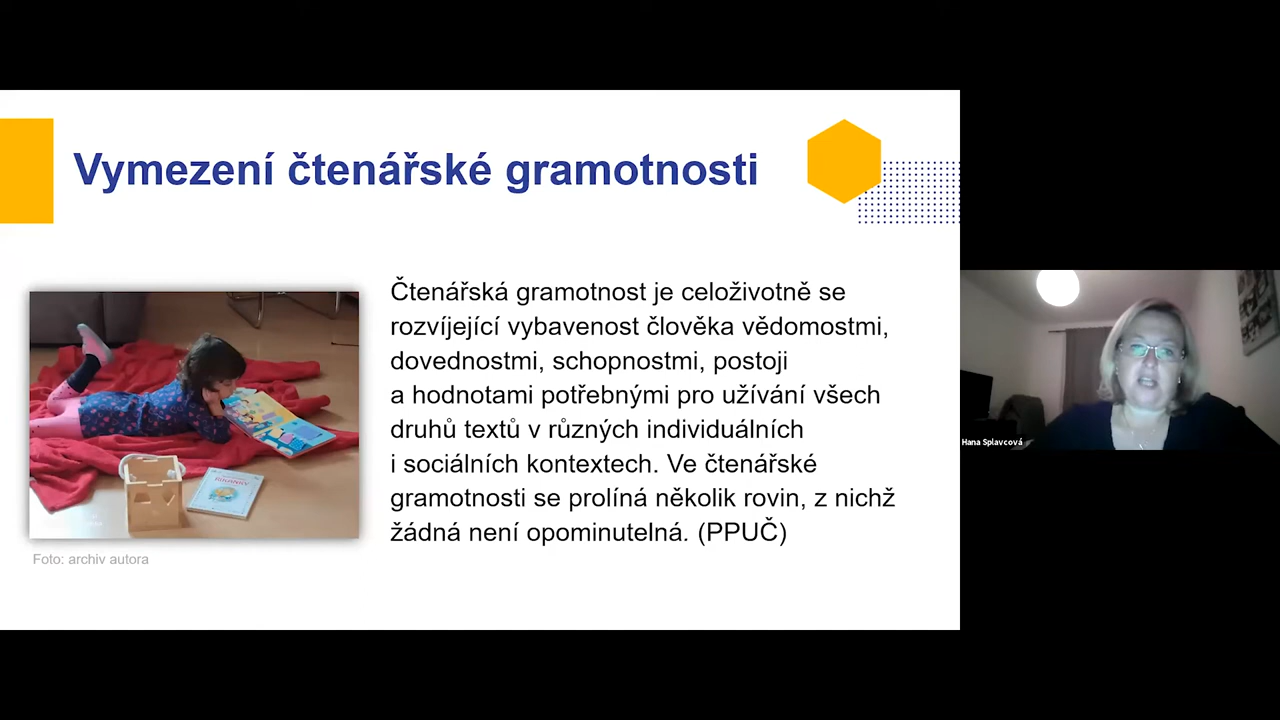 Vymezení čtenářské gramotnosti
Čtenářská gramotnost je celoživotně se
rozvíjející vybavenost člověka vědomostmi,
dovednostmi, schopnostmi, postoji
a hodnotami potřebnými pro užívání všech
druhů textů v různých individuálních
i sociálních kontextech. Ve čtenářské
gramotnosti se prolíná několik rovin, z nichž
žádná není opominutelná. (PPUČ)
Foto: archiv autora
Hana Splavcová